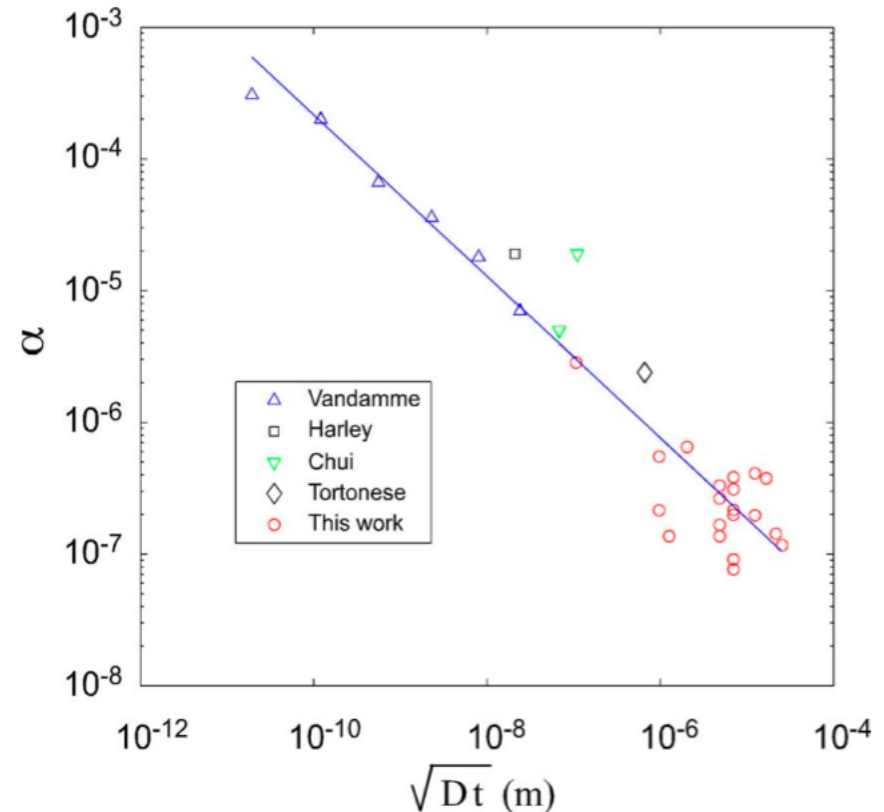 10⁻³
10⁻⁴
10⁻⁵
α
10⁻⁶
10⁻⁷
10⁻⁸
Vandamme
Harley
Chui
Tortonese
This work
10⁻¹² 10⁻¹⁰ 10⁻⁸ 10⁻⁶ 10⁻⁴
√Dt (m)